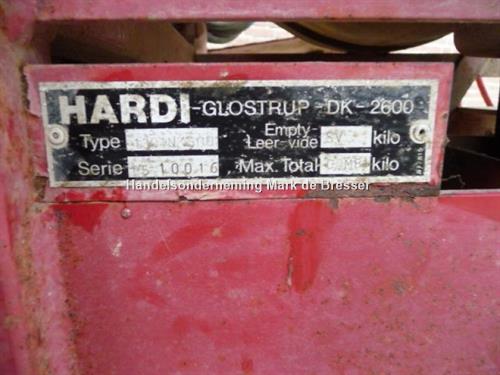 HARDI-GLOSTRUP-DK-2600
Type Empty Leer-vide kilo
Serie 10016 Max. Total kilo
Handelsonderneming Mark de Bresser